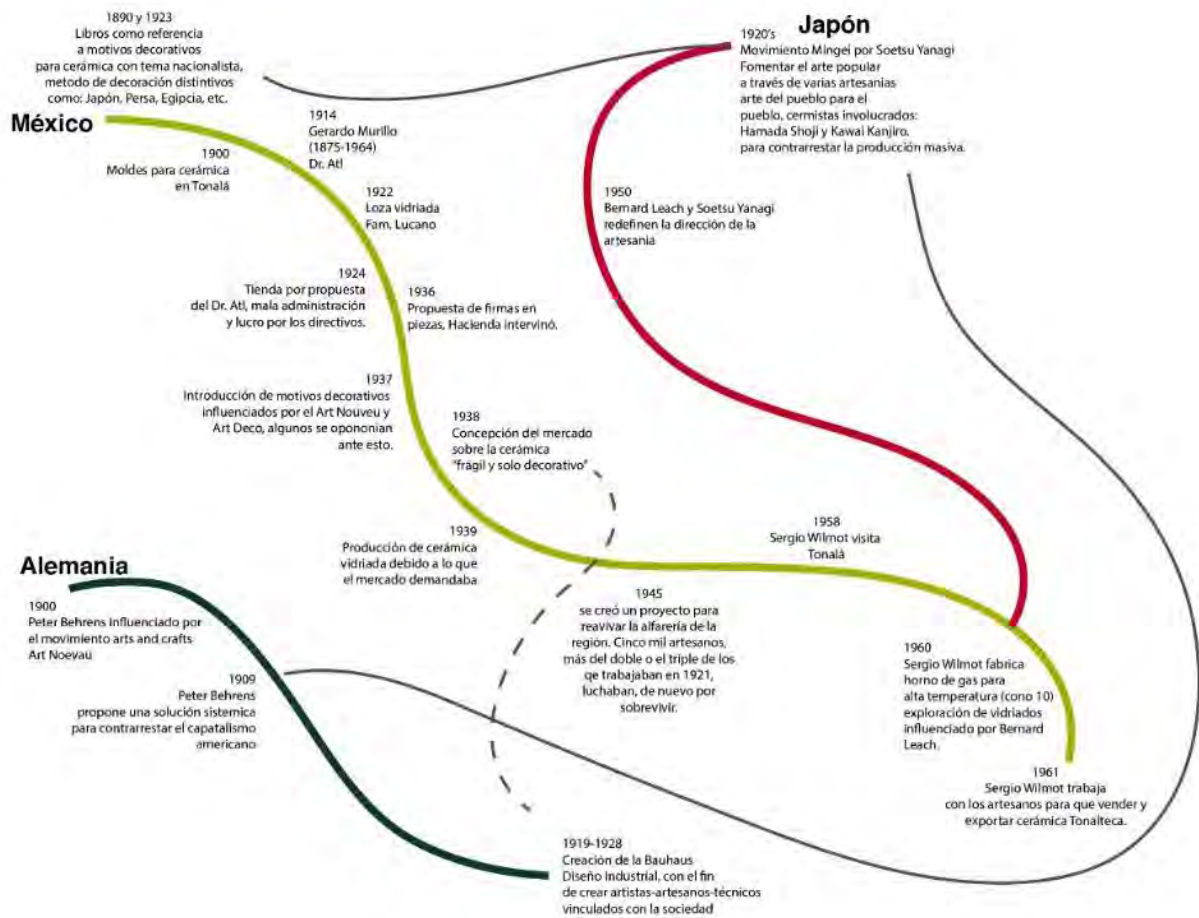 1890 y 1923
Libros como referencia
a motivos decorativos
para cerámica con tema nacionalista,
metodo de decoración distintivos
como: Japón, Persa, Egipcia, etc.
México
1900
Moldes para cerámica
en Tonalá
1914
Gerardo Murillo
(1875-1964)
Dr. Atl
1922
Loza vidriada
Fam. Lucano
1924
Tienda por propuesta
del Dr. Atl, mala administración
y lucro por los directivos.
1936
Propuesta de firmas en
piezas, Hacienda intervinó.
1937
Introducción de motivos decorativos
influenciados por el Art Nouveu y
Art Deco, algunos se opononian
ante esto.
1938
Concepción del mercado
sobre la cerámica
"frágil y solo decorativo"
1939
Producción de cerámica
vidriada debido a lo que
el mercado demandaba
1945
se creó un proyecto para
reavivar la alfarería de la
región. Cinco mil artesanos,
más del doble o el triple de los
qe trabajaban en 1921,
luchaban, de nuevo por
sobrevivir.
1958
Sergio Wilmot visita
Tonalá
1960
Sergio Wilmot fabrica
horno de gas para
alta temperatura (cono 10)
exploración de vidriados
influenciado por Bernard
Leach.
1961
Sergio Wilmot trabaja
con los artesanos para que vender y
exportar cerámica Tonalteca.
Japón
1920's
Movimiento Mingei por Soetsu Yanagi
Fomentar el arte popular
a través de varias artesanias
arte del pueblo para el
pueblo, cermistas involucrados:
Hamada Shoji y Kawai Kanjiro.
para contrarrestar la producción masiva.
1950
Bernard Leach y Soetsu Yanagi
redefinen la dirección de la
artesania
Alemania
1900
Peter Behrens influenciado por
el movimiento arts and crafts
Art Noevau
1909
Peter Behrens
propone una solución sistemica
para contrarrestar el capatalismo
americano
1919-1928
Creación de la Bauhaus
Diseño Industrial, con el fin
de crear artistas-artesanos-técnicos
vinculados con la sociedad